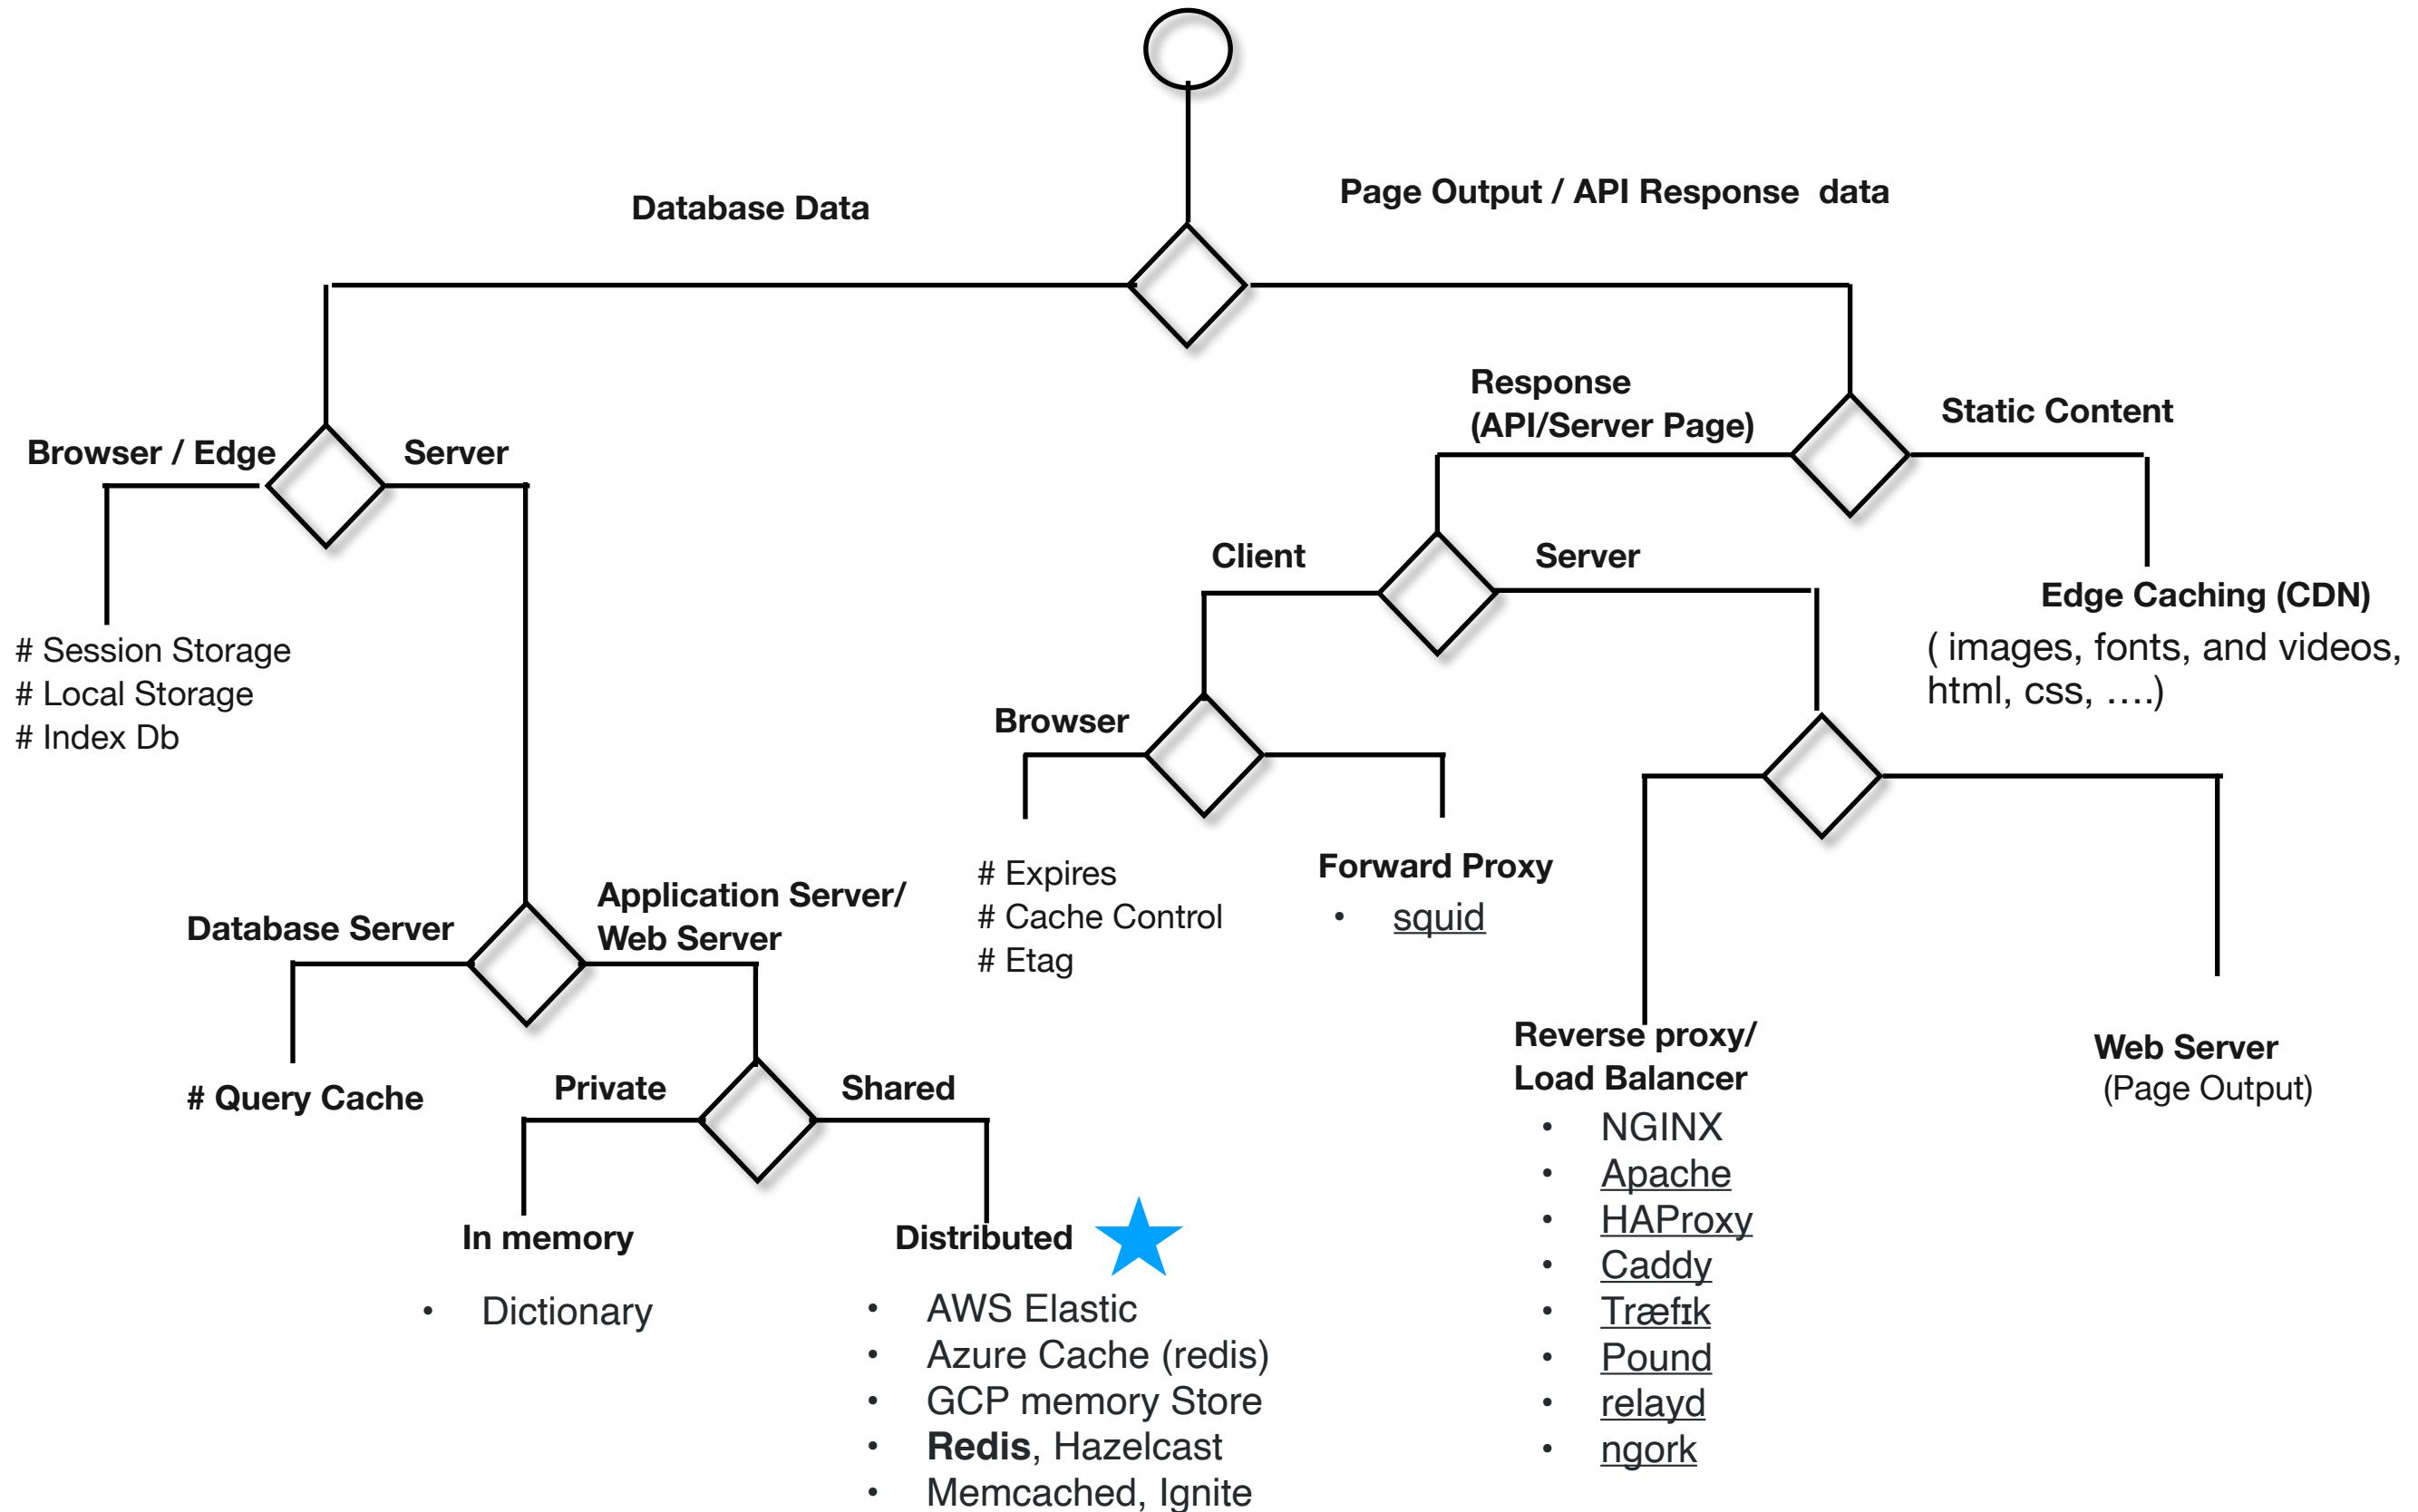 Database Data
Page Output / API Response  data
Browser / Edge
Server
Response
(API/Server Page)
Static Content
# Session Storage
# Local Storage
# Index Db
Client
Server
Edge Caching (CDN)
( images, fonts, and videos,
html, css, ….)
Browser
# Expires
# Cache Control
# Etag
Forward Proxy
• squid
Database Server
Application Server/
Web Server
# Query Cache
Private
Shared
In memory
• Dictionary
Distributed
• AWS Elastic
• Azure Cache (redis)
• GCP memory Store
• Redis, Hazelcast
• Memcached, Ignite
Reverse proxy/
Load Balancer
• NGINX
• Apache
• HAProxy
• Caddy
• Træfɪk
• Pound
• relayd
• ngork
Web Server
(Page Output)